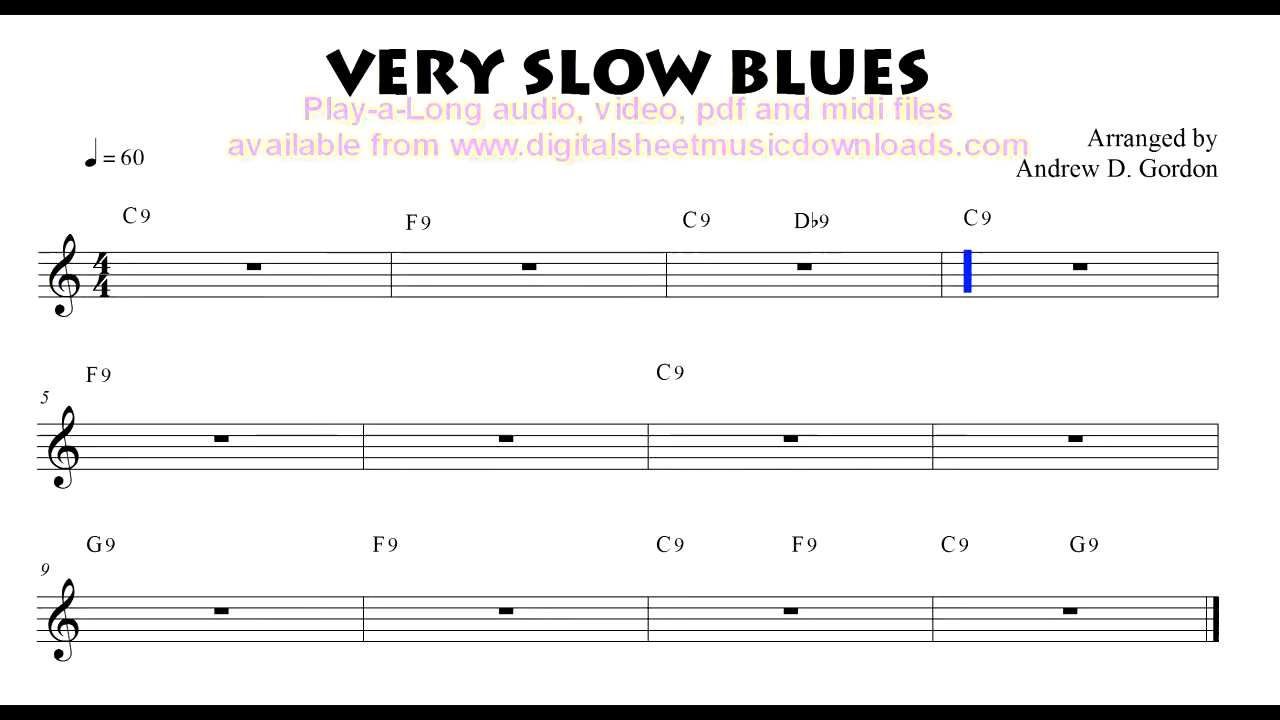 VERY SLOW BLUES
Play-a-Long audio, video, pdf and midi files
available from www.digitalsheetmusicdownloads.com
♩ = 60
Arranged by
Andrew D. Gordon
C9 F9 C9 D♭9 C9
4
4
F9 C9
5
G9 F9 C9 F9 C9 G9
9